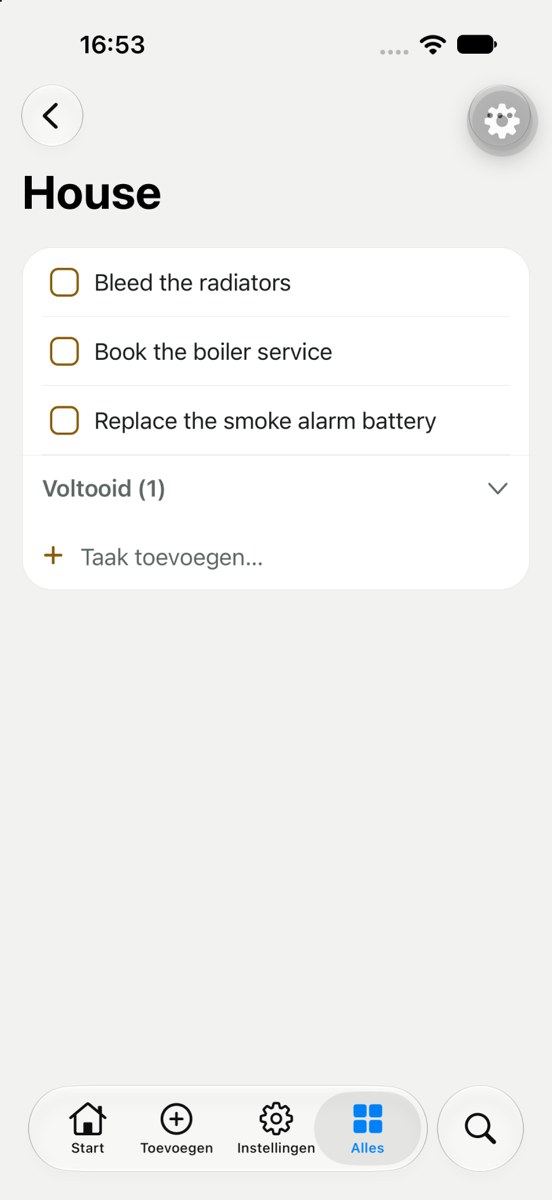 16:53
House
Bleed the radiators
Book the boiler service
Replace the smoke alarm battery
Voltooid (1)
Taak toevoegen...
Start
Toevoegen
Instellingen
Alles